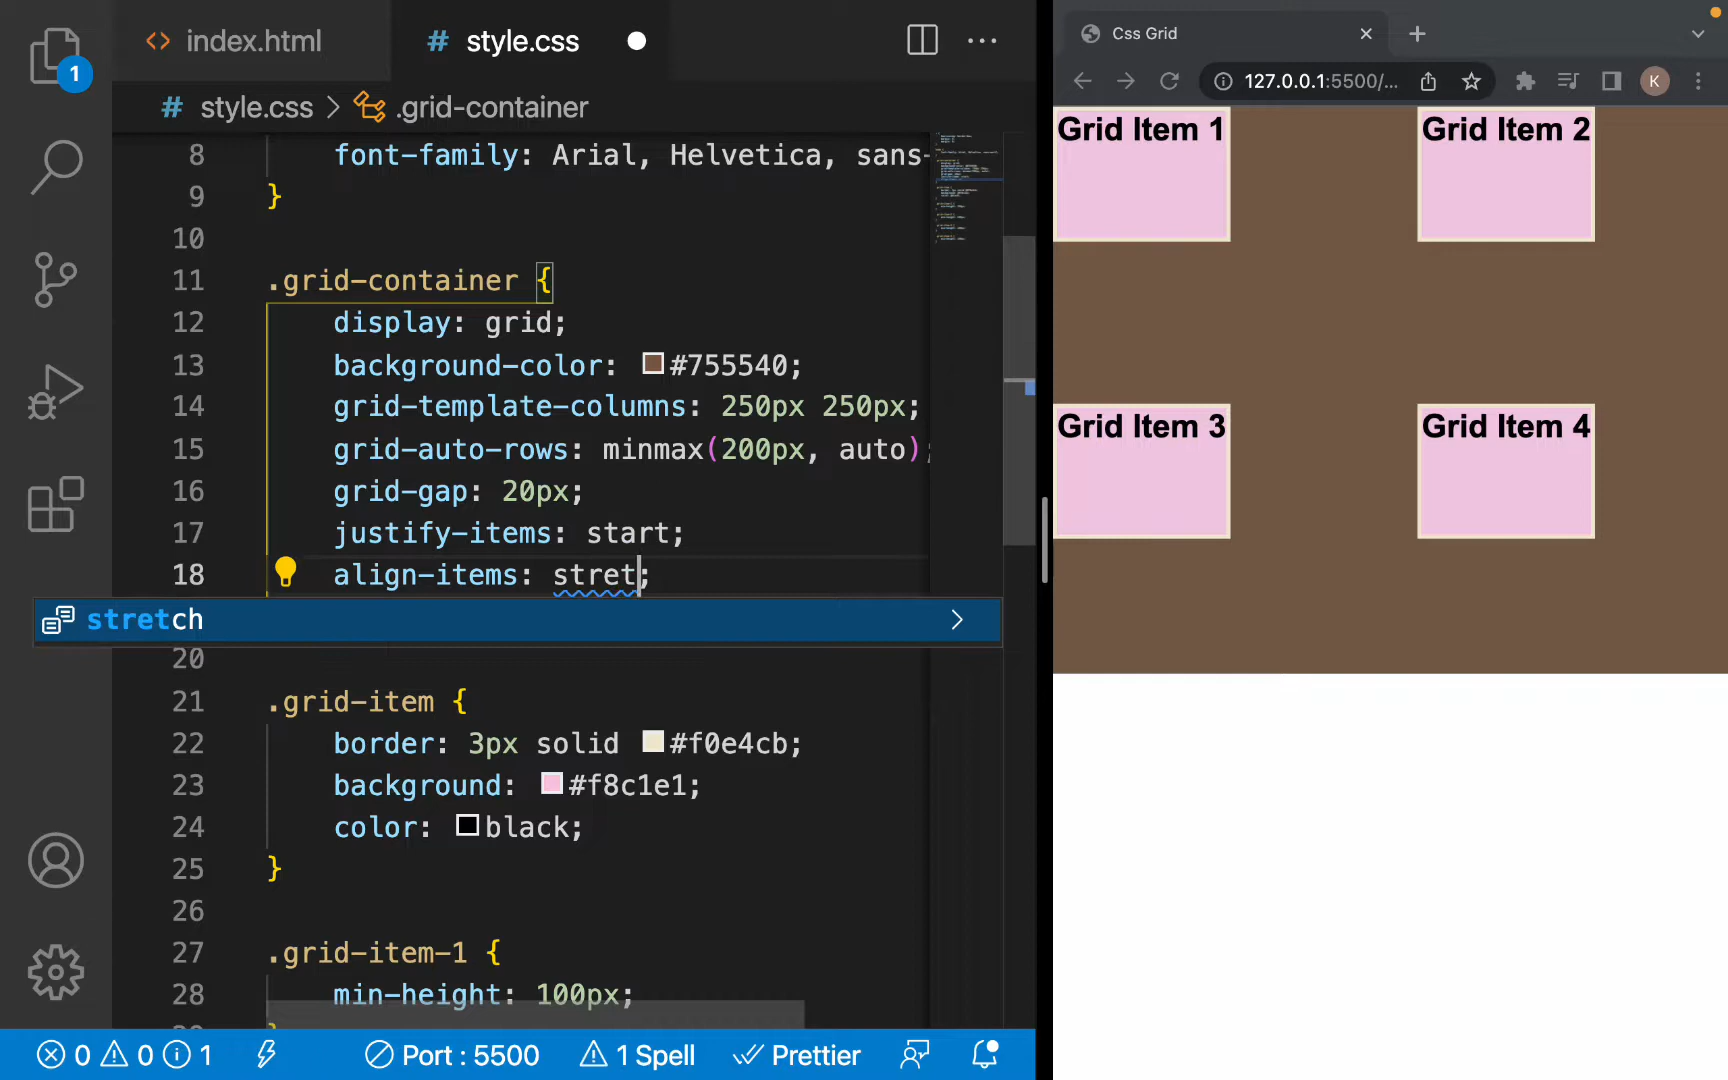 index.html
# style.css
1
# style.css > .grid-container
8 font-family: Arial, Helvetica, sans-
9 }
10
11 .grid-container {
12 display: grid;
13 background-color: #755540;
14 grid-template-columns: 250px 250px;
15 grid-auto-rows: minmax(200px, auto);
16 grid-gap: 20px;
17 justify-items: start;
18 align-items: stret;
stretch
20
21 .grid-item {
22 border: 3px solid #f0e4cb;
23 background: #f8c1e1;
24 color: black;
25 }
26
27 .grid-item-1 {
28 min-height: 100px;
0 0 1 Port : 5500 1 Spell Prettier
Css Grid
127.0.0.1:5500/...
K
Grid Item 1 Grid Item 2
Grid Item 3 Grid Item 4